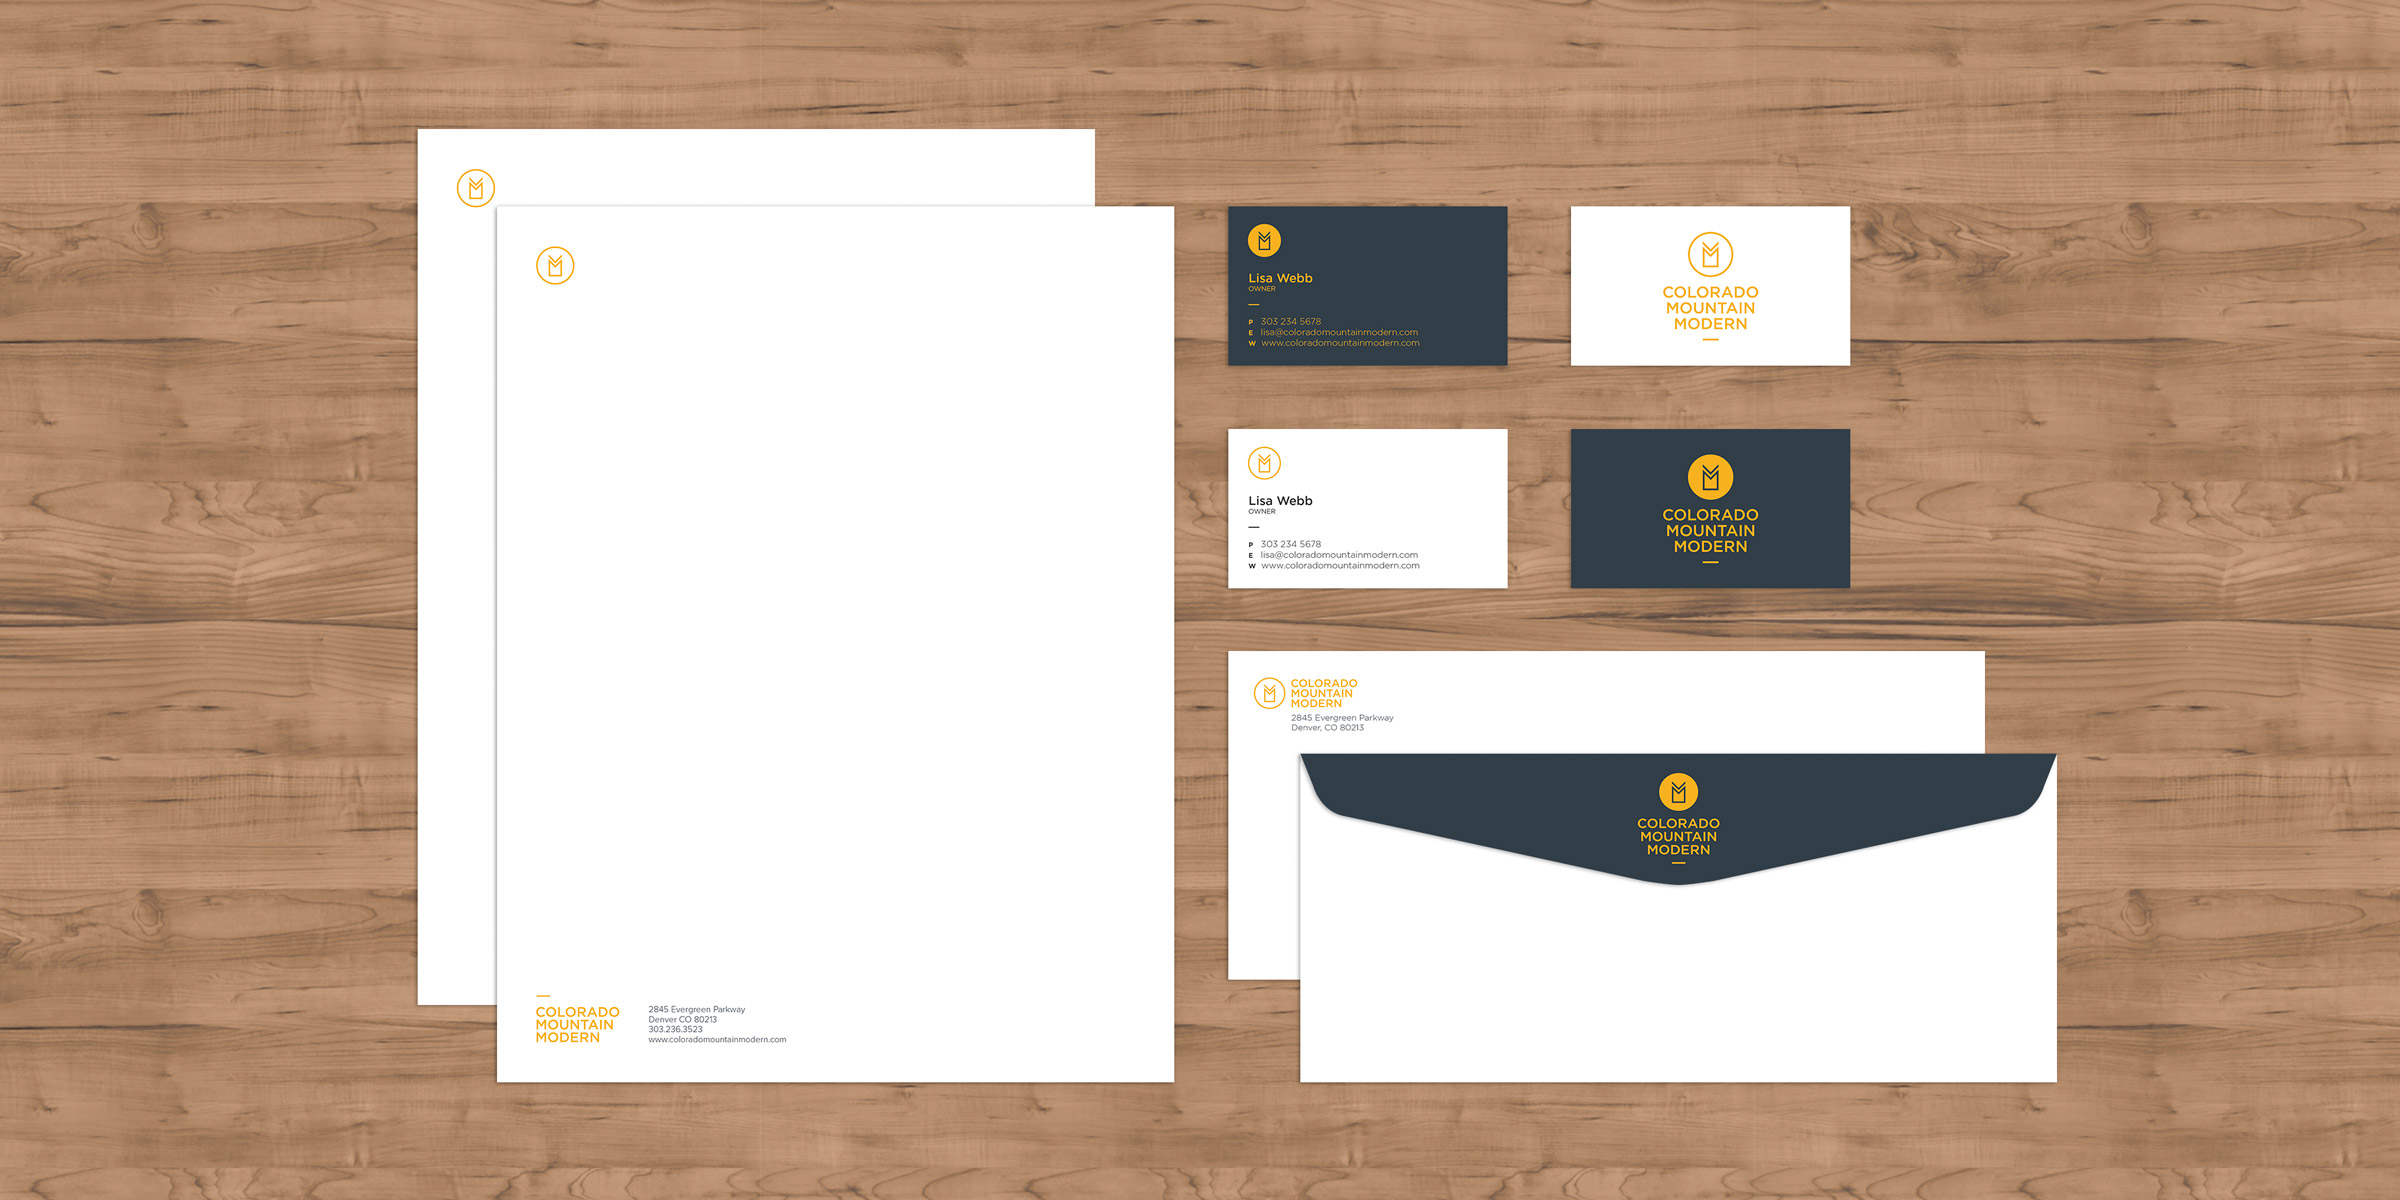 COLORADO
MOUNTAIN
MODERN
2845 Evergreen Parkway
Denver CO 80213
303.236.3523
www.coloradomountainmodern.com
Lisa Webb
OWNER
P 303 234 5678
E lisa@coloradomountainmodern.com
W www.coloradomountainmodern.com
COLORADO
MOUNTAIN
MODERN
Lisa Webb
OWNER
P 303 234 5678
E lisa@coloradomountainmodern.com
W www.coloradomountainmodern.com
COLORADO
MOUNTAIN
MODERN
COLORADO
MOUNTAIN
MODERN
2845 Evergreen Parkway
Denver, CO 80213
COLORADO
MOUNTAIN
MODERN